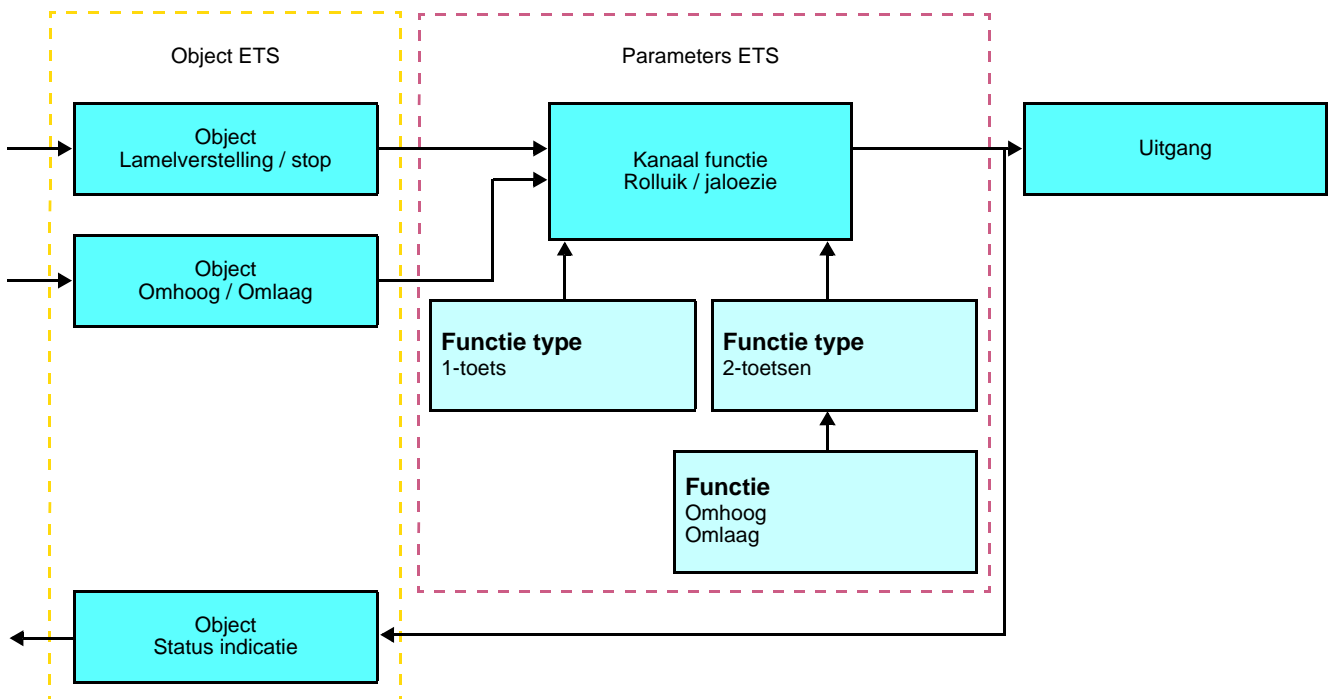 Object ETS
Parameters ETS
Object
Lamelverstelling / stop
Kanaal functie
Rolluik / jaloezie
Uitgang
Object
Omhoog / Omlaag
Functie type
1-toets
Functie type
2-toetsen
Functie
Omhoog
Omlaag
Object
Status indicatie